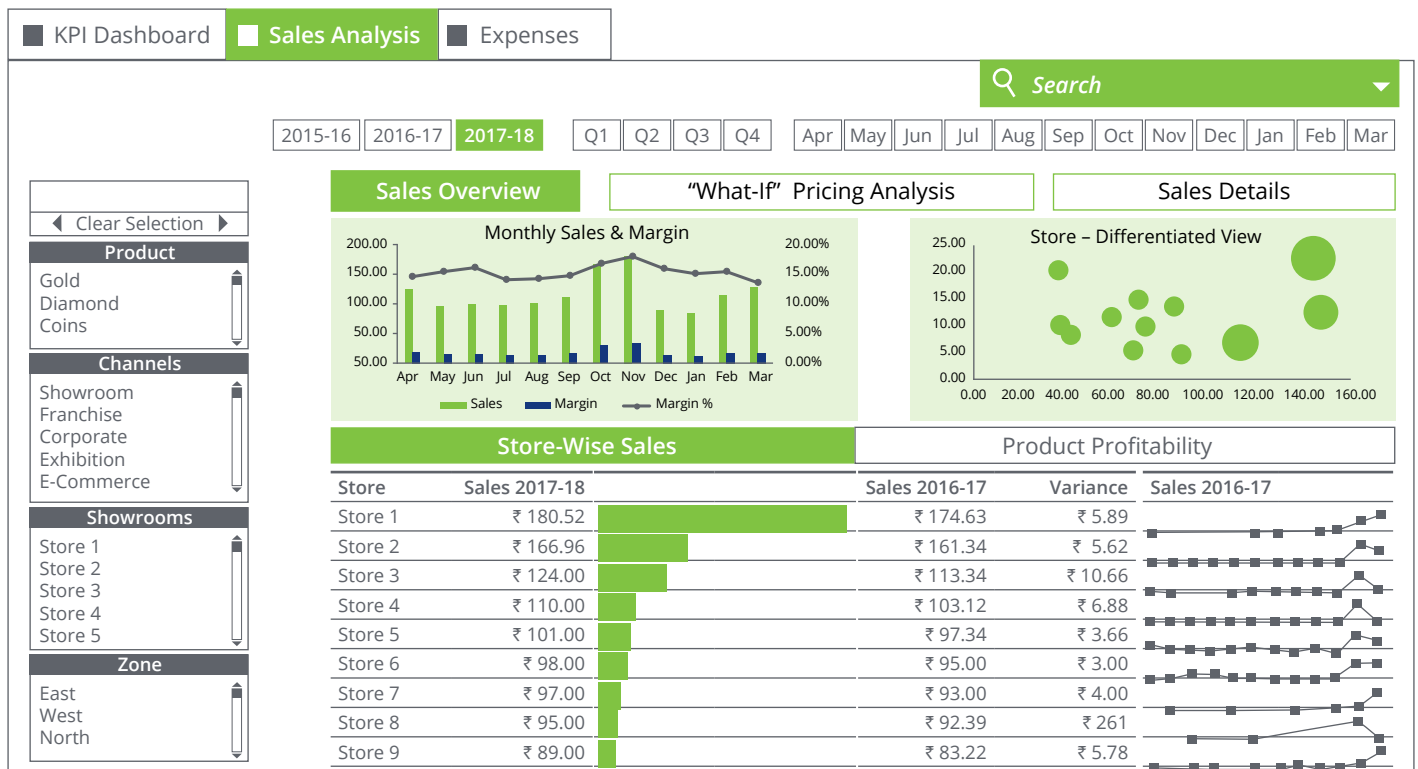 KPI Dashboard Sales Analysis Expenses
Search
2015-16 2016-17 2017-18 Q1 Q2 Q3 Q4 Apr May Jun Jul Aug Sep Oct Nov Dec Jan Feb Mar
Sales Overview “What-If” Pricing Analysis Sales Details
Clear Selection
Product
Gold
Diamond
Coins
Channels
Showroom
Franchise
Corporate
Exhibition
E-Commerce
Showrooms
Store 1
Store 2
Store 3
Store 4
Store 5
Zone
East
West
North
Monthly Sales & Margin
200.00
150.00
100.00
50.00
50.00
20.00%
15.00%
10.00%
5.00%
0.00%
Apr May Jun Jul Aug Sep Oct Nov Dec Jan Feb Mar
Sales Margin Margin %
Store – Differentiated View
25.00
20.00
15.00
10.00
5.00
0.00
0.00 20.00 40.00 60.00 80.00 100.00 120.00 140.00 160.00
Store-Wise Sales Product Profitability
Store Sales 2017-18 Sales 2016-17 Variance Sales 2016-17
Store 1 ₹ 180.52 ₹ 174.63 ₹ 5.89
Store 2 ₹ 166.96 ₹ 161.34 ₹ 5.62
Store 3 ₹ 124.00 ₹ 113.34 ₹ 10.66
Store 4 ₹ 110.00 ₹ 103.12 ₹ 6.88
Store 5 ₹ 101.00 ₹ 97.34 ₹ 3.66
Store 6 ₹ 98.00 ₹ 95.00 ₹ 3.00
Store 7 ₹ 97.00 ₹ 93.00 ₹ 4.00
Store 8 ₹ 95.00 ₹ 92.39 ₹ 261
Store 9 ₹ 89.00 ₹ 83.22 ₹ 5.78